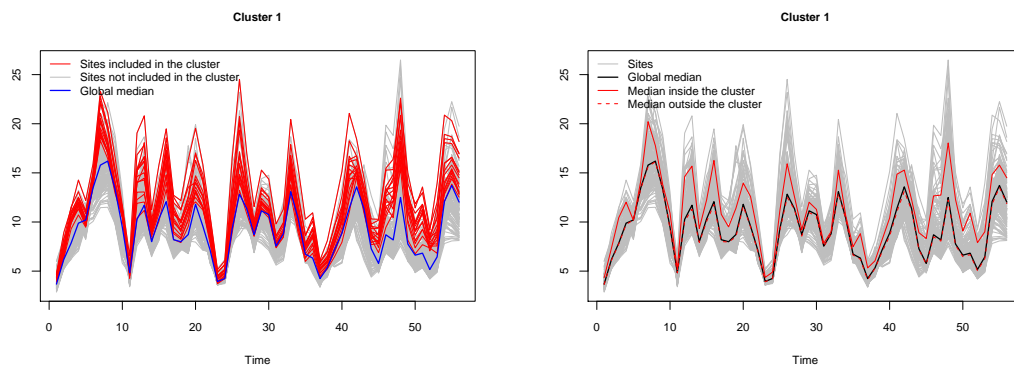 Cluster 1
Sites included in the cluster
Sites not included in the cluster
Global median
5
10
15
20
25
0
10
20
30
40
50
Time
Cluster 1
Sites
Global median
Median inside the cluster
Median outside the cluster
5
10
15
20
25
0
10
20
30
40
50
Time